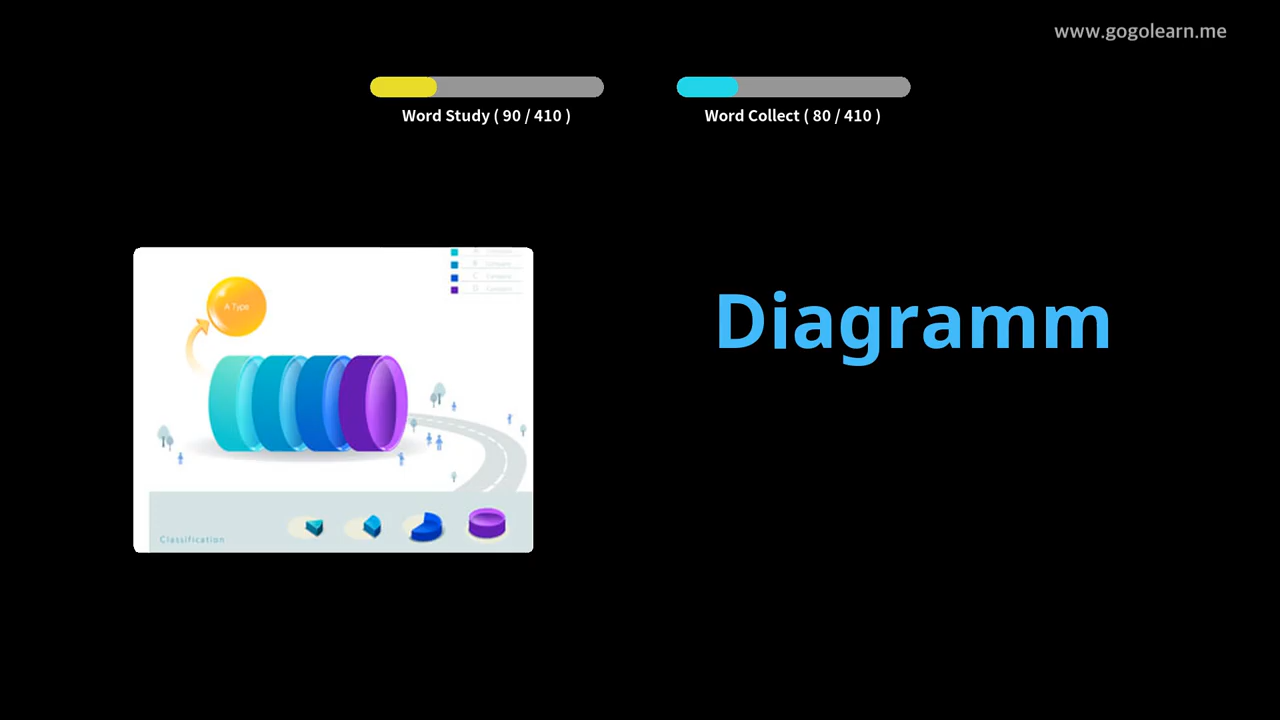 www.gogolearn.me
Word Study ( 90 / 410 )
Word Collect ( 80 / 410 )
Diagramm
A Type
B
C
D
Classification